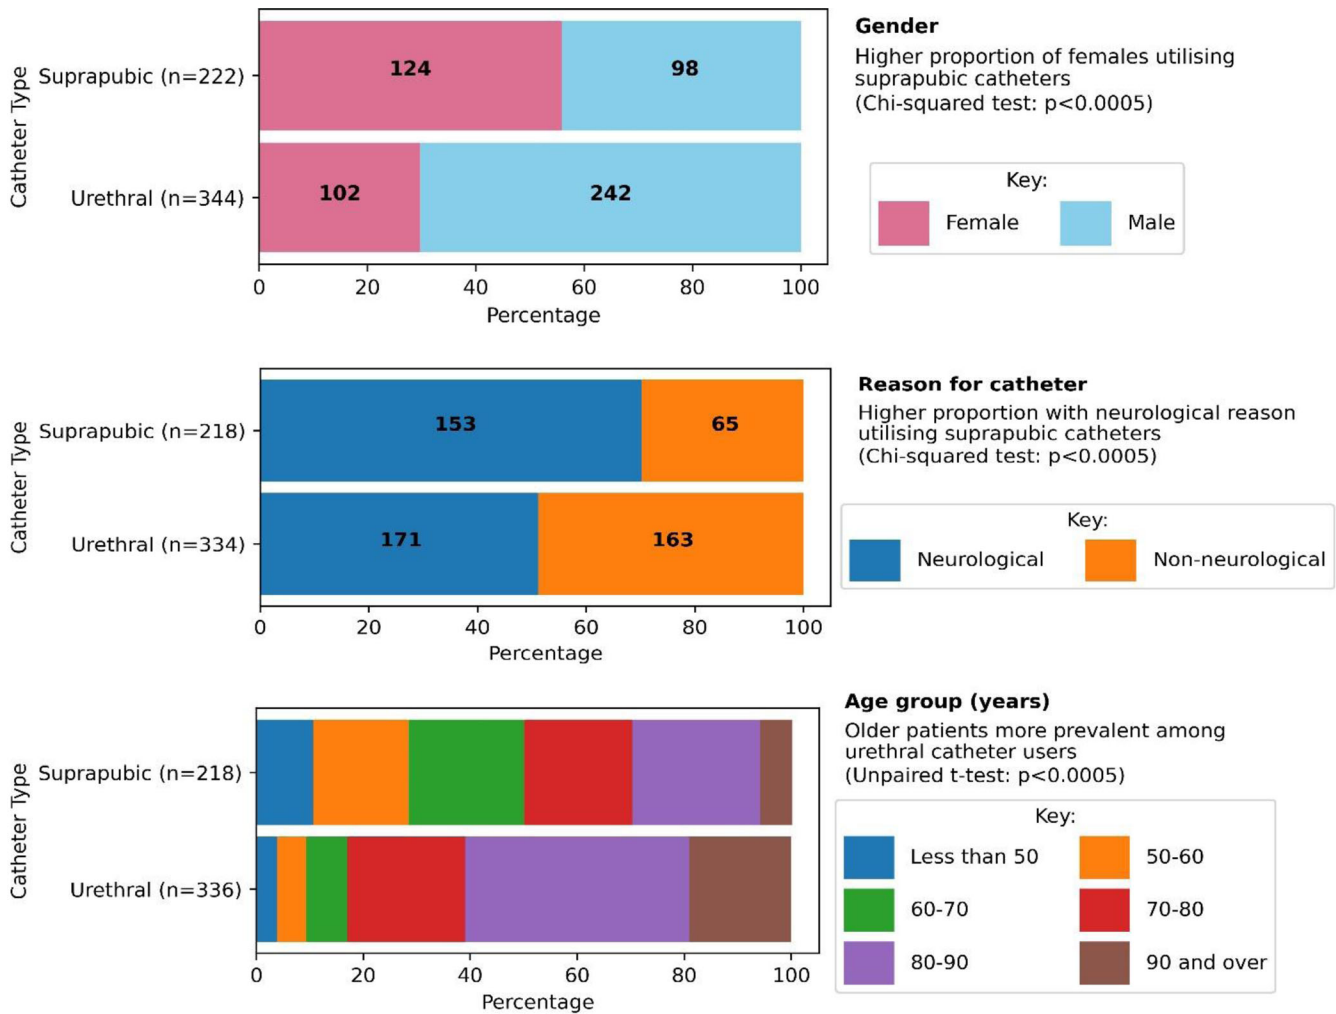 Catheter Type
Suprapubic (n=222)
124
98
Urethral (n=344)
102
242
0 20 40 60 80 100
Percentage
Gender
Higher proportion of females utilising
suprapubic catheters
(Chi-squared test: p<0.0005)
Key:
Female
Male
Catheter Type
Suprapubic (n=218)
153
65
Urethral (n=334)
171
163
0 20 40 60 80 100
Percentage
Reason for catheter
Higher proportion with neurological reason
utilising suprapubic catheters
(Chi-squared test: p<0.0005)
Key:
Neurological
Non-neurological
Catheter Type
Suprapubic (n=218)
Urethral (n=336)
0 20 40 60 80 100
Percentage
Age group (years)
Older patients more prevalent among
urethral catheter users
(Unpaired t-test: p<0.0005)
Key:
Less than 50
50-60
60-70
70-80
80-90
90 and over